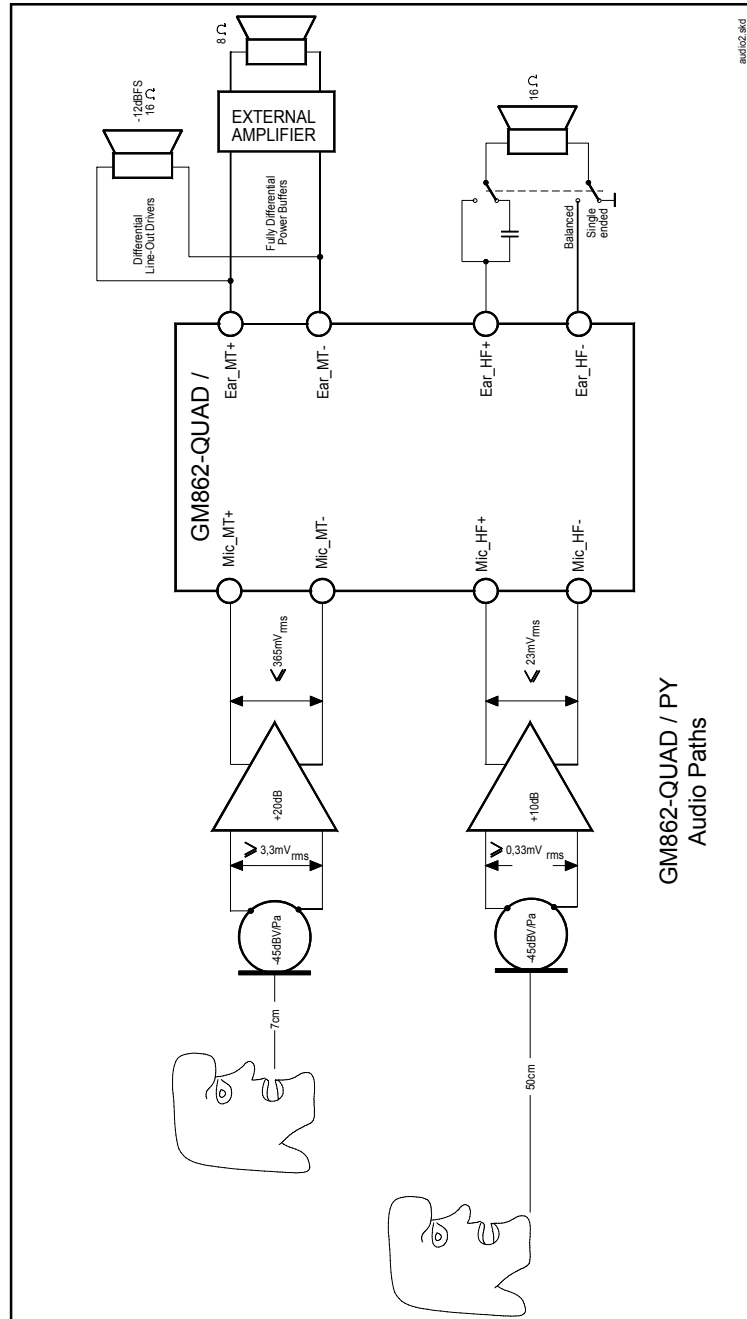 audio2.skd
8 Ω
-12dBFS
16 Ω
EXTERNAL
AMPLIFIER
16 Ω
Differential
Line-Out Drivers
Fully Differential
Power Buffers
Balanced
Single
ended
GM862-QUAD /
Ear_MT+
Ear_MT-
Ear_HF+
Ear_HF-
Mic_MT+
Mic_MT-
Mic_HF+
Mic_HF-
≤ 365mVrms
≤ 23mVrms
+20dB
+10dB
≥ 3,3mVrms
≥ 0,33mV rms
-45dBV/Pa
-45dBV/Pa
7cm
50cm
GM862-QUAD / PY
Audio Paths